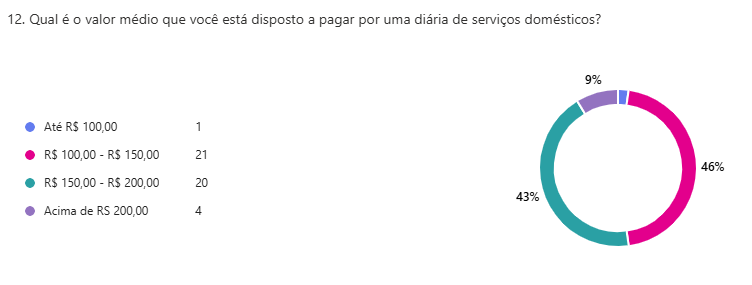 12. Qual é o valor médio que você está disposto a pagar por uma diária de serviços domésticos?
9%
Até R$ 100,00 1
R$ 100,00 - R$ 150,00 21
46%
R$ 150,00 - R$ 200,00 20
43%
Acima de RS 200,00 4